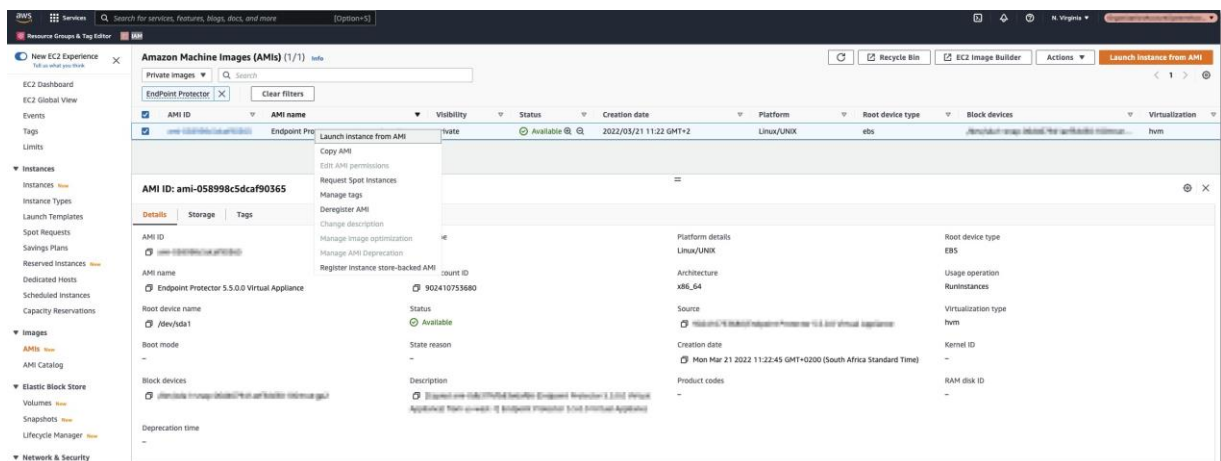 aws Services Search for services, features, blogs, docs, and more [Option+S] N. Virginia
Resource Groups & Tag Editor IAM
New EC2 Experience
Tell us what you think
EC2 Dashboard
EC2 Global View
Events
Tags
Limits
Instances
Instances New
Instance Types
Launch Templates
Spot Requests
Savings Plans
Reserved Instances New
Dedicated Hosts
Scheduled Instances
Capacity Reservations
Images
AMIs New
AMI Catalog
Elastic Block Store
Volumes New
Snapshots New
Lifecycle Manager New
Network & Security
Amazon Machine Images (AMIs) (1/1) Info
Recycle Bin EC2 Image Builder Actions Launch instance from AMI
Private images Search
1
EndPoint Protector Clear filters
AMI ID AMI name Visibility Status Creation date Platform Root device type Block devices Virtualization
Endpoint Pro Available 2022/03/21 11:22 GMT+2 Linux/UNIX ebs hvm
Launch instance from AMI
Copy AMI
Edit AMI permissions
Request Spot Instances
Manage tags
Deregister AMI
Change description
Manage image optimization
Manage AMI Deprecation
Register instance store-backed AMI
AMI ID: ami-058998c5dcaf90365
Details Storage Tags
AMI ID
Platform details
Linux/UNIX
Root device type
EBS
AMI name
Endpoint Protector 5.5.0.0 Virtual Appliance
count ID
902410753680
Architecture
x86_64
Usage operation
RunInstances
Root device name
/dev/sda1
Status
Available
Source
Virtualization type
hvm
Boot mode
–
State reason
–
Creation date
Mon Mar 21 2022 11:22:45 GMT+0200 (South Africa Standard Time)
Kernel ID
–
Block devices
Description
Product codes
–
RAM disk ID
–
Deprecation time
–